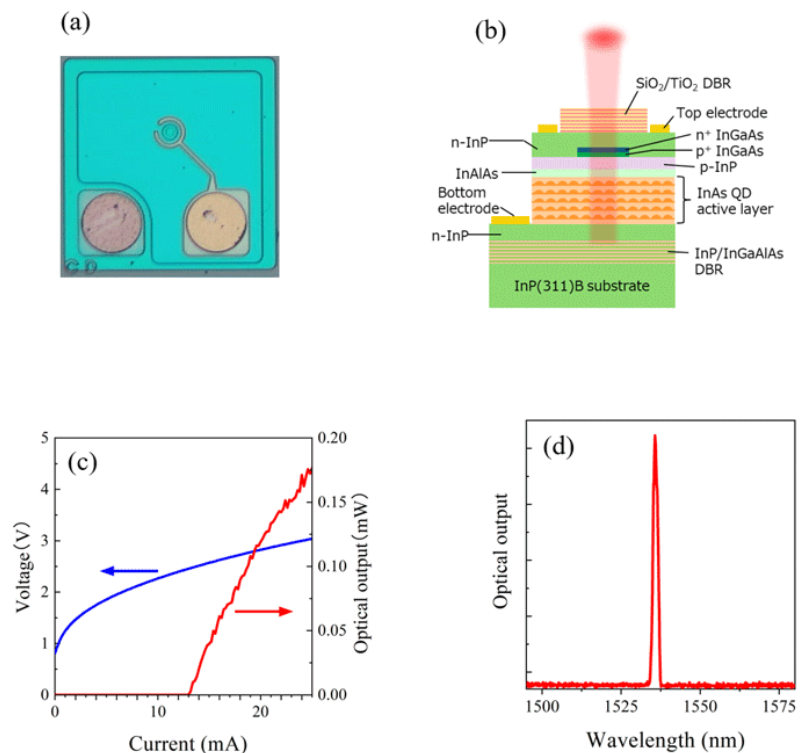 (a)
C D
(b)
SiO₂/TiO₂ DBR
Top electrode
n-InP
n⁺ InGaAs
p⁺ InGaAs
p-InP
InAlAs
Bottom
electrode
InAs QD
active layer
n-InP
InP/InGaAlAs
DBR
InP(311)B substrate
(c)
5
4
3
2
1
0
Voltage(V)
0.20
0.15
0.10
0.05
0.00
Optical output(mW)
0
10
20
Current (mA)
(d)
Optical output
1500
1525
1550
1575
Wavelength (nm)